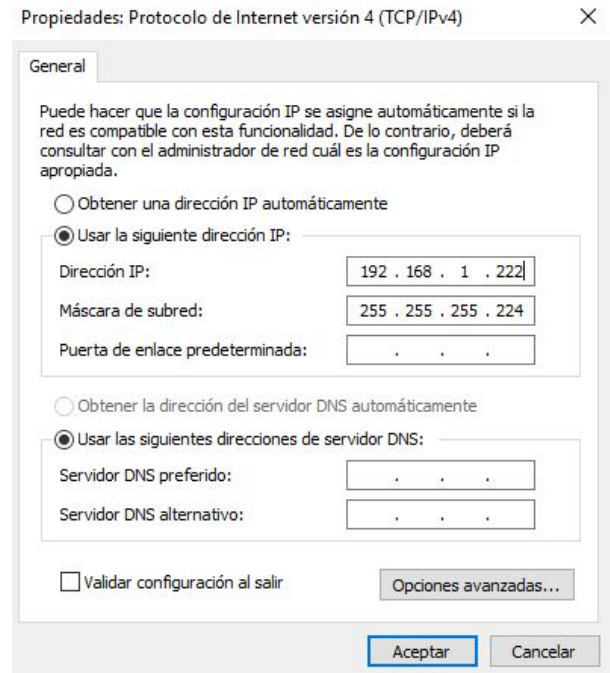 Propiedades: Protocolo de Internet versión 4 (TCP/IPv4)
General
Puede hacer que la configuración IP se asigne automáticamente si la
red es compatible con esta funcionalidad. De lo contrario, deberá
consultar con el administrador de red cuál es la configuración IP
apropiada.
Obtener una dirección IP automáticamente
Usar la siguiente dirección IP:
Dirección IP: 192 . 168 . 1 . 222
Máscara de subred: 255 . 255 . 255 . 224
Puerta de enlace predeterminada: . . .
Obtener la dirección del servidor DNS automáticamente
Usar las siguientes direcciones de servidor DNS:
Servidor DNS preferido: . . .
Servidor DNS alternativo: . . .
Validar configuración al salir Opciones avanzadas...
Aceptar Cancelar